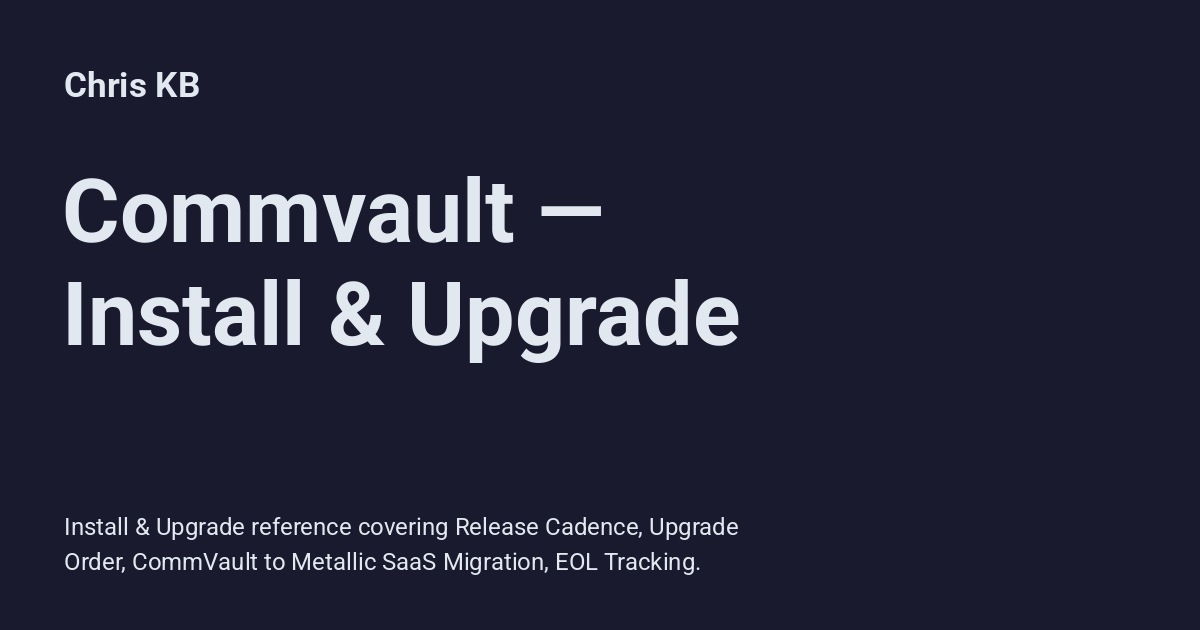 Chris KB
Commvault —
Install & Upgrade
Install & Upgrade reference covering Release Cadence, Upgrade
Order, CommVault to Metallic SaaS Migration, EOL Tracking.